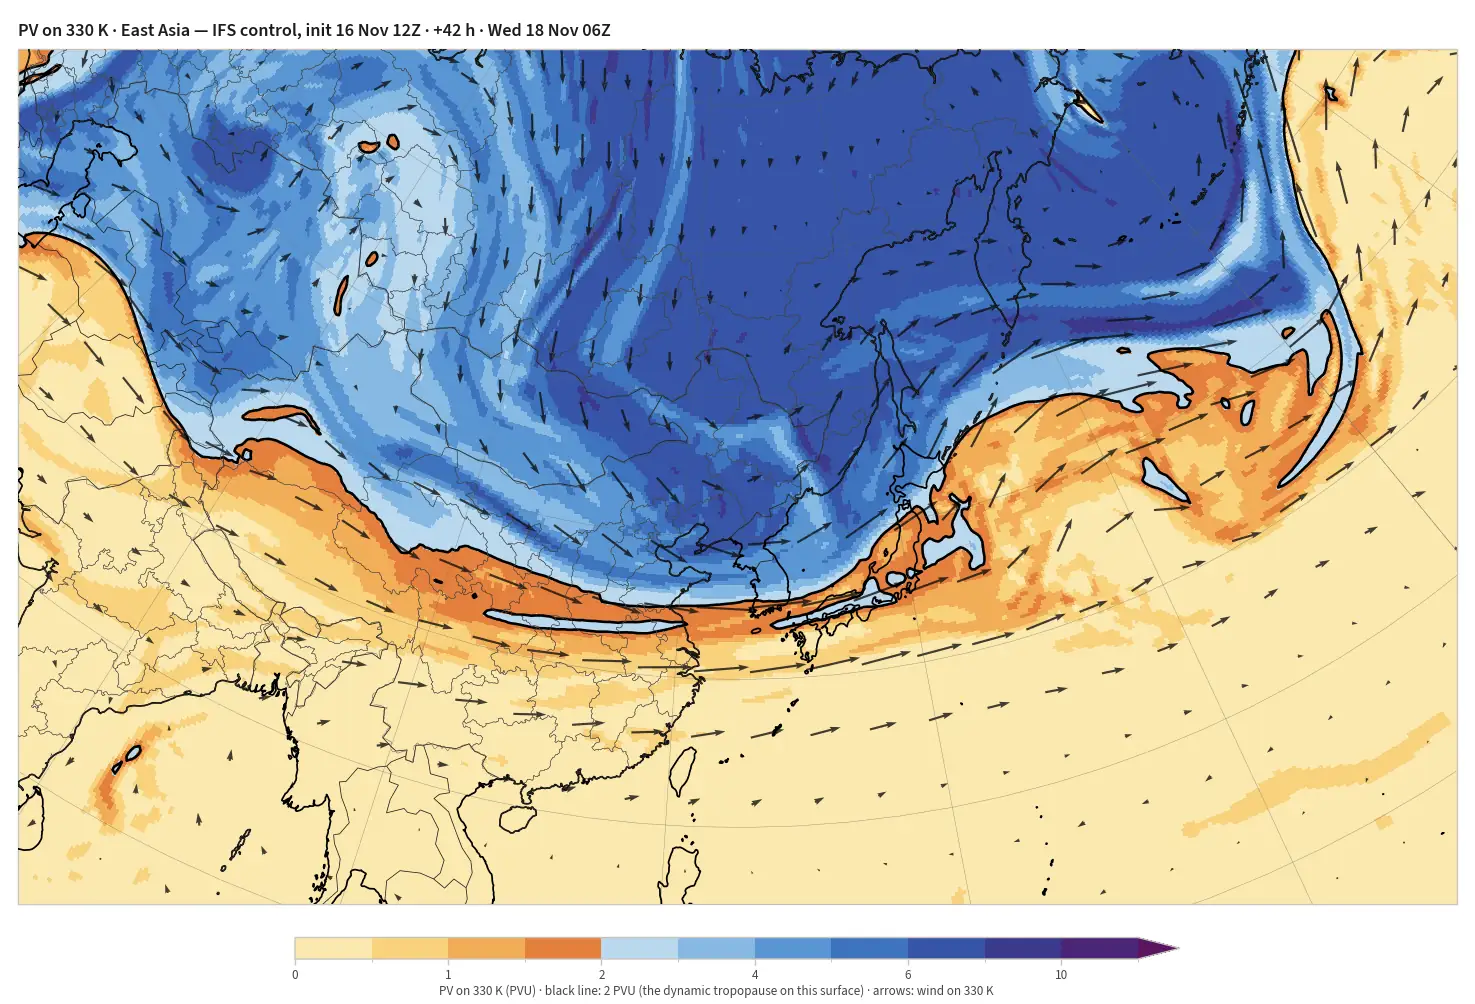 PV on 330 K · East Asia — IFS control, init 16 Nov 12Z · +42 h · Wed 18 Nov 06Z
0 1 2 4 6 10
PV on 330 K (PVU) · black line: 2 PVU (the dynamic tropopause on this surface) · arrows: wind on 330 K